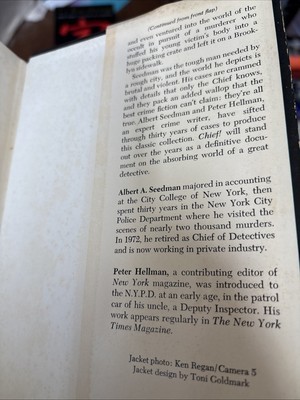 (Continued from front flap)
and even ventured into the world of the
occult in pursuit of a murderer who
stuffed his young victim's body into a
huge packing crate and left it on a Brook-
lyn sidewalk.
Seedman was the tough man needed by
a rough city, and the world he depicts is
brutal and violent. His cases are crammed
with details that only the Chief knows,
and they pack an added wallop that the
best crime fiction can't claim: they're all
true. Albert Seedman and Peter Hellman,
an expert crime writer, have sifted
through thirty years of cases to produce
this classic collection. Chief! will stand
out over the years as a definitive docu-
ment on the absorbing world of a great
detective.
Albert A. Seedman majored in accounting
at the City College of New York, then
spent thirty years in the New York City
Police Department where he visited the
scenes of nearly two thousand murders.
In 1972, he retired as Chief of Detectives
and is now working in private industry.
Peter Hellman, a contributing editor of
New York magazine, was introduced to
the N.Y.P.D. at an early age, in the patrol
car of his uncle, a Deputy Inspector. His
work appears regularly in The New York
Times Magazine.
Jacket photo: Ken Regan/Camera 5
Jacket design by Toni Goldmark